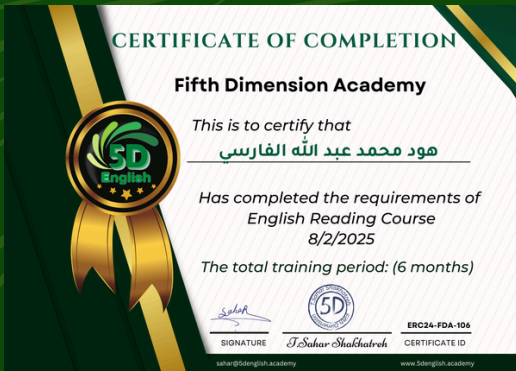 CERTIFICATE OF COMPLETION
Fifth Dimension Academy
This is to certify that
هود محمد عبد الله الفارسي
5D
English
Has completed the requirements of
English Reading Course
8/2/2025
The total training period: (6 months)
Sahar
5D
ERC24-FDA-106
SIGNATURE
T.Sahar Shakhatreh
CERTIFICATE ID
sahar@5denglish.academy
www.5denglish.academy